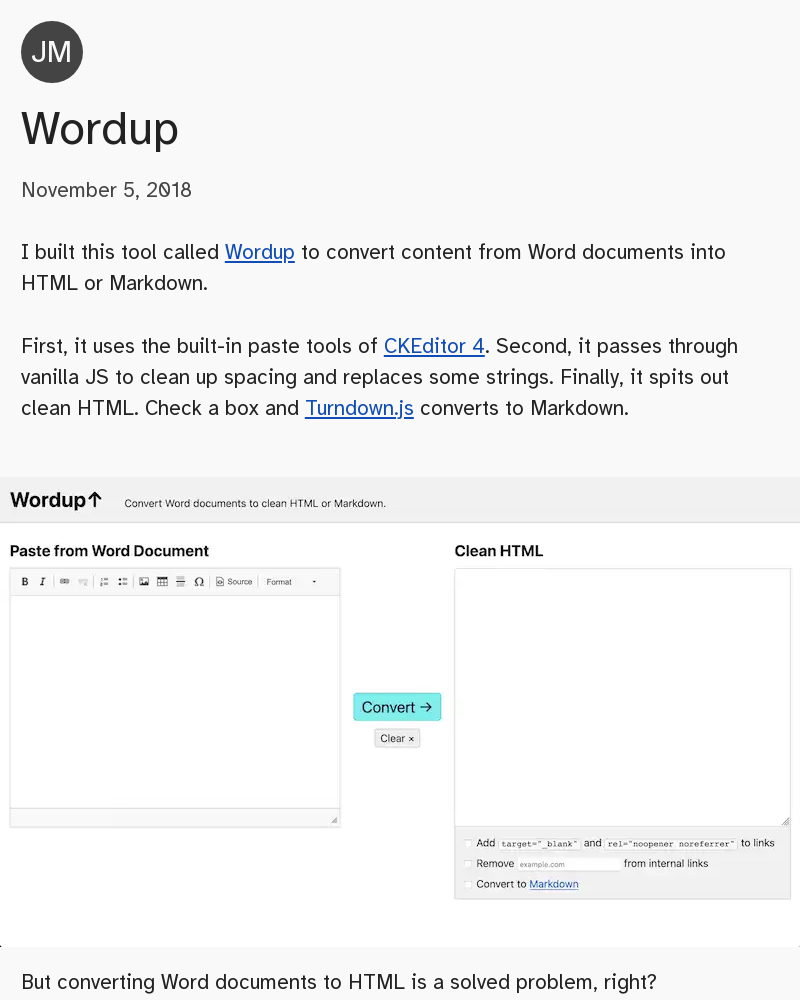 JM
Wordup
November 5, 2018
I built this tool called Wordup to convert content from Word documents into
HTML or Markdown.
First, it uses the built-in paste tools of CKEditor 4. Second, it passes through
vanilla JS to clean up spacing and replaces some strings. Finally, it spits out
clean HTML. Check a box and Turndown.js converts to Markdown.
Wordup↑ Convert Word documents to clean HTML or Markdown.
Paste from Word Document
B I Ω Source Format
Convert →
Clear ×
Clean HTML
Add target="_blank" and rel="noopener noreferrer" to links
Remove example.com from internal links
Convert to Markdown
But converting Word documents to HTML is a solved problem, right?